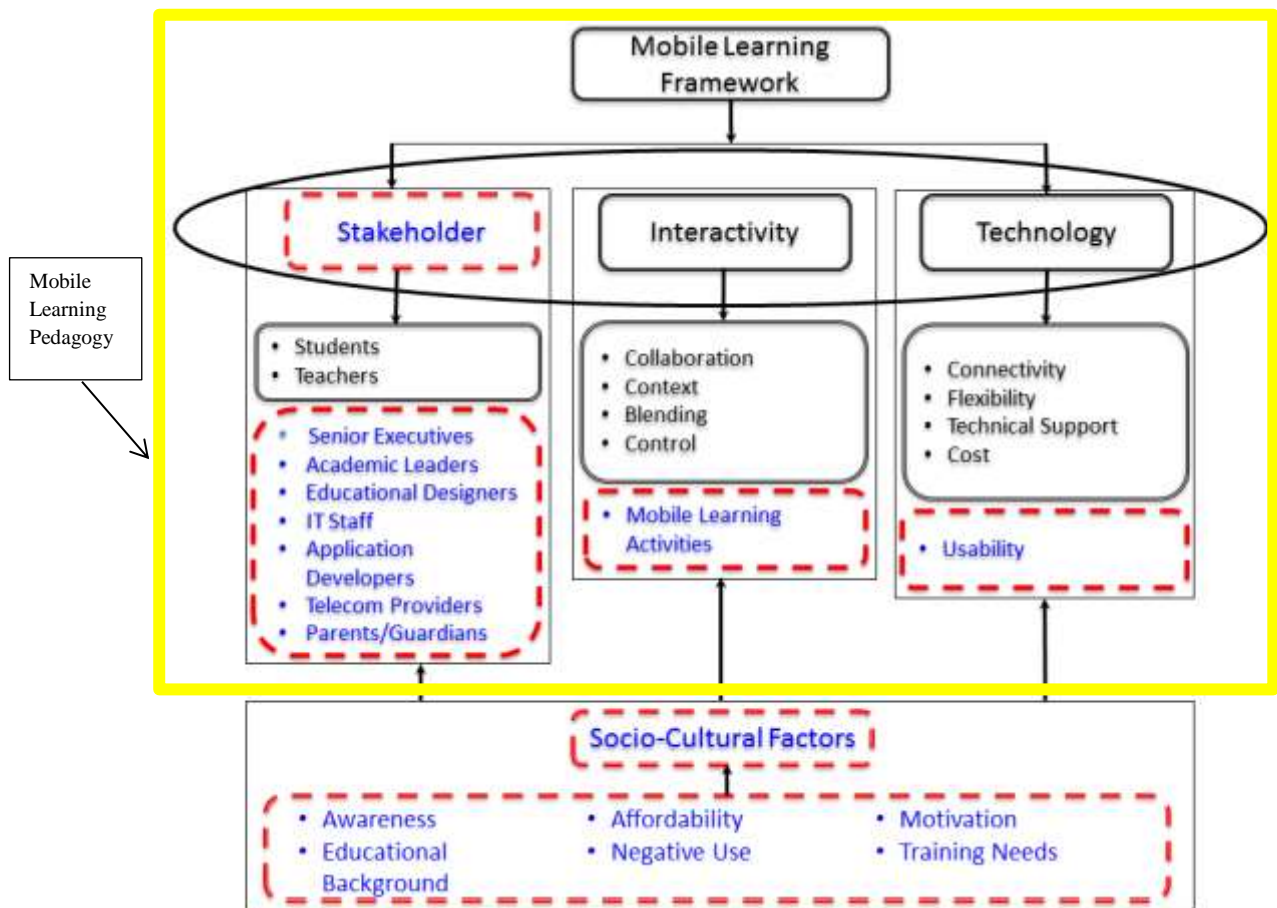 Mobile Learning
Framework
Stakeholder
Interactivity
Technology
Mobile
Learning
Pedagogy
• Students
• Teachers
• Senior Executives
• Academic Leaders
• Educational Designers
• IT Staff
• Application
Developers
• Telecom Providers
• Parents/Guardians
• Collaboration
• Context
• Blending
• Control
• Mobile Learning
Activities
• Connectivity
• Flexibility
• Technical Support
• Cost
• Usability
Socio-Cultural Factors
• Awareness
• Educational
Background
• Affordability
• Negative Use
• Motivation
• Training Needs